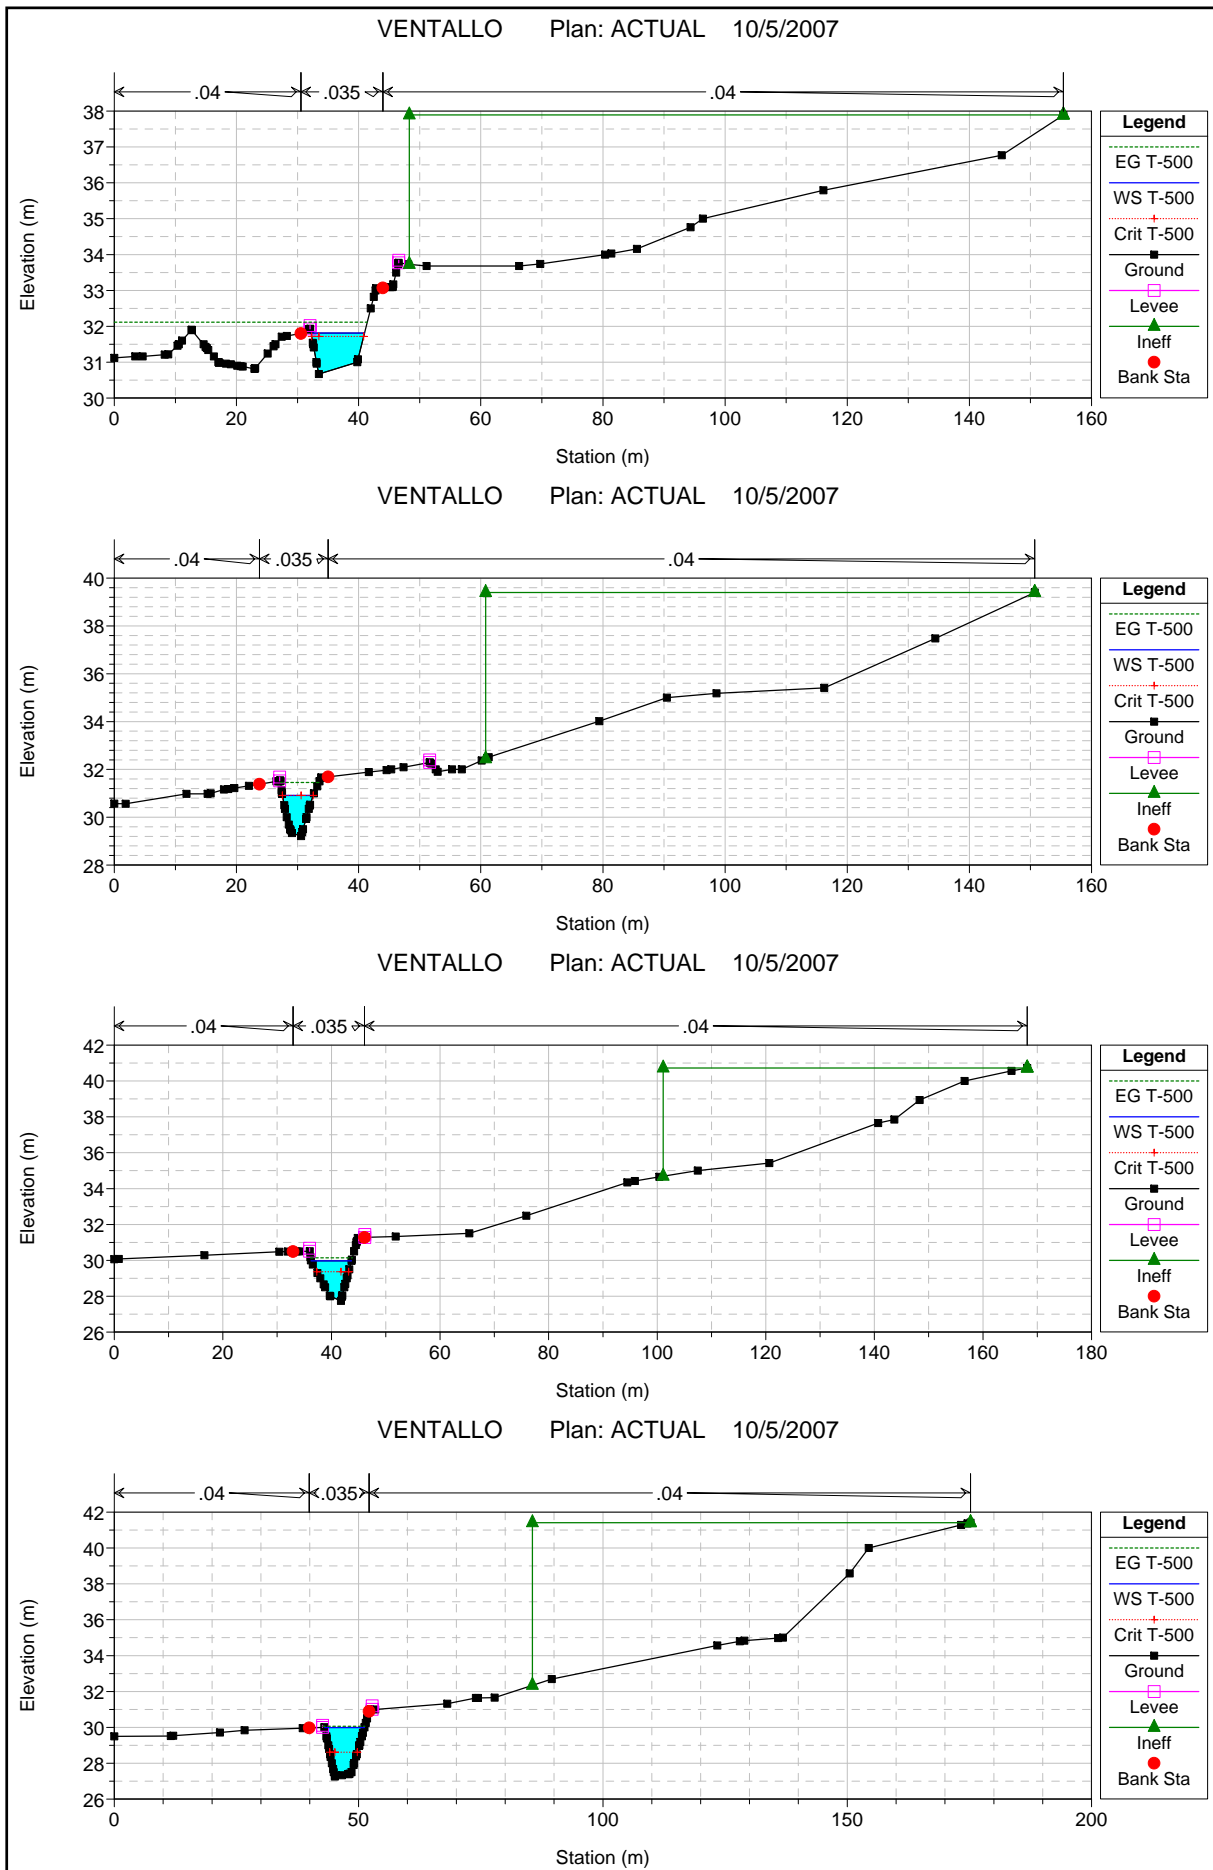 VENTALLO Plan: ACTUAL 10/5/2007
.04 .035 .04
38
37
36
35
34
33
32
31
30
Elevation (m)
0 20 40 60 80 100 120 140 160
Station (m)
Legend
EG T-500
WS T-500
Crit T-500
Ground
Levee
Ineff
Bank Sta
VENTALLO Plan: ACTUAL 10/5/2007
.04 .035 .04
40
38
36
34
32
30
28
Elevation (m)
0 20 40 60 80 100 120 140 160
Station (m)
Legend
EG T-500
WS T-500
Crit T-500
Ground
Levee
Ineff
Bank Sta
VENTALLO Plan: ACTUAL 10/5/2007
.04 .035 .04
42
40
38
36
34
32
30
28
26
Elevation (m)
0 20 40 60 80 100 120 140 160 180
Station (m)
Legend
EG T-500
WS T-500
Crit T-500
Ground
Levee
Ineff
Bank Sta
VENTALLO Plan: ACTUAL 10/5/2007
.04 .035 .04
42
40
38
36
34
32
30
28
26
Elevation (m)
0 50 100 150 200
Station (m)
Legend
EG T-500
WS T-500
Crit T-500
Ground
Levee
Ineff
Bank Sta